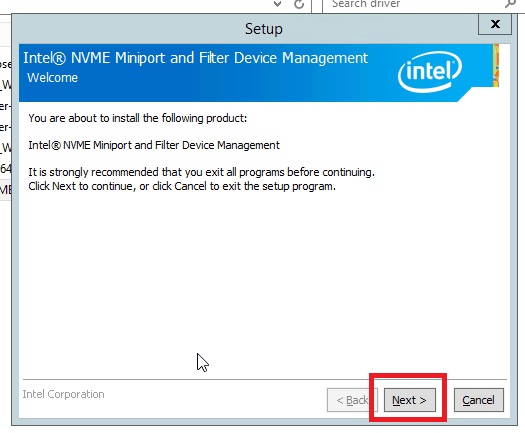 Search driver
Setup
x
Intel® NVME Miniport and Filter Device Management
Welcome
intel
You are about to install the following product:
Intel® NVME Miniport and Filter Device Management
It is strongly recommended that you exit all programs before continuing.
Click Next to continue, or click Cancel to exit the setup program.
Intel Corporation
< Back
Next >
Cancel